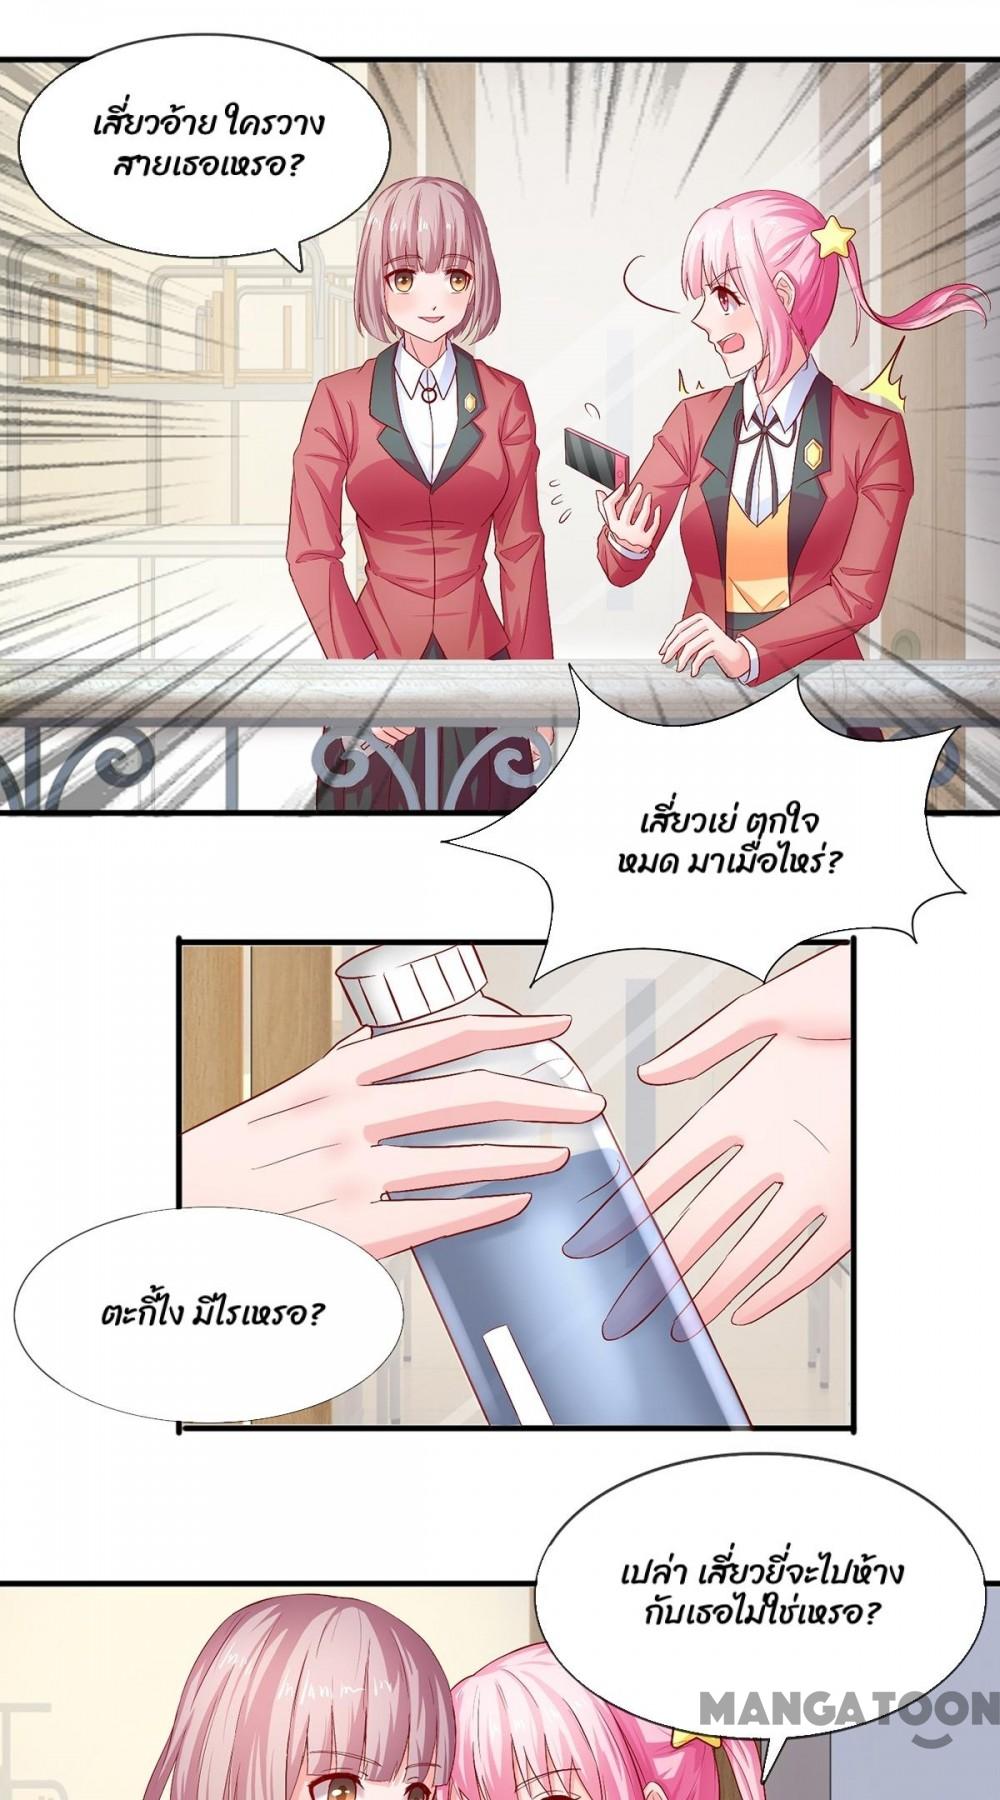 เสี่ยวอ้าย ใครวาง
สายเธอเหรอ?
เสี่ยวเย่ ตกใจ
หมด มาเมื่อไหร่?
ตะกี้ไง มีไรเหรอ?
เปล่า เสี่ยวยี่จะไปห้าง
กับเธอไม่ใช่เหรอ?
MANGATOON